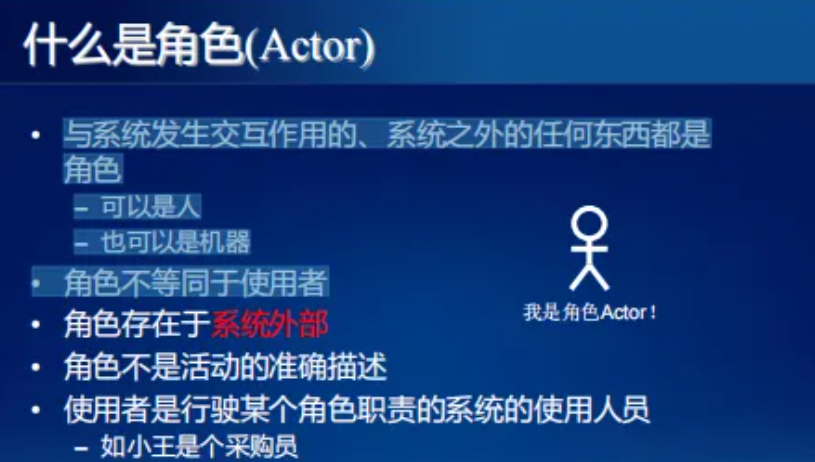 什么是角色(Actor)
• 与系统发生交互作用的、系统之外的任何东西都是
角色
– 可以是人
– 也可以是机器
• 角色不等同于使用者
• 角色存在于系统外部
我是角色Actor！
• 角色不是活动的准确描述
• 使用者是行驶某个角色职责的系统的使用人员
– 如小王是个采购员